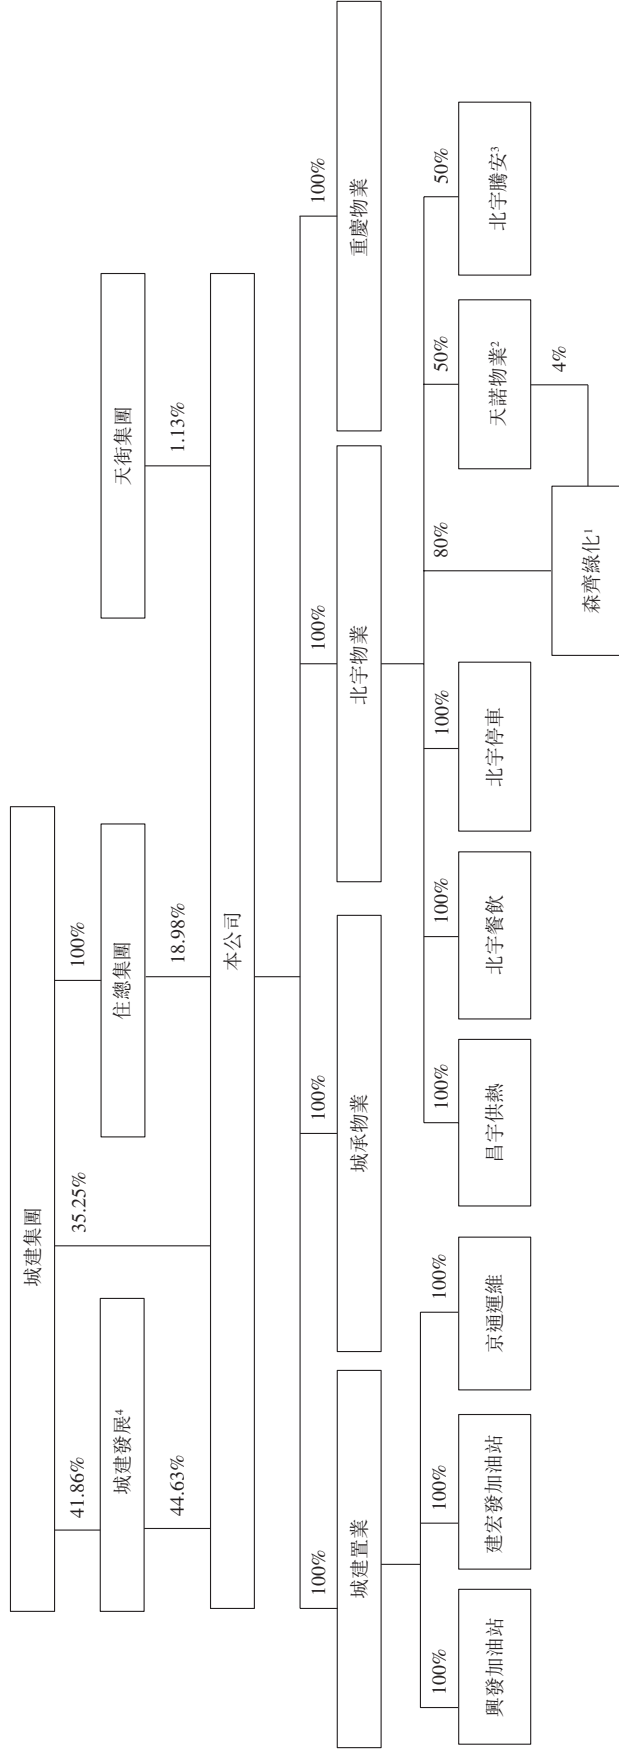 城建集團
41.86%
35.25%
100%
城建發展4
住總集團
天街集團
44.63%
18.98%
1.13%
本公司
100%
100%
100%
100%
城建置業
城承物業
北宇物業
重慶物業
100%
100%
100%
100%
100%
100%
80%
50%
50%
興發加油站
建宏發加油站
京通運維
昌宇供熱
北宇餐飲
北宇停車
天諾物業2
北宇騰安3
4%
森齊綠化1